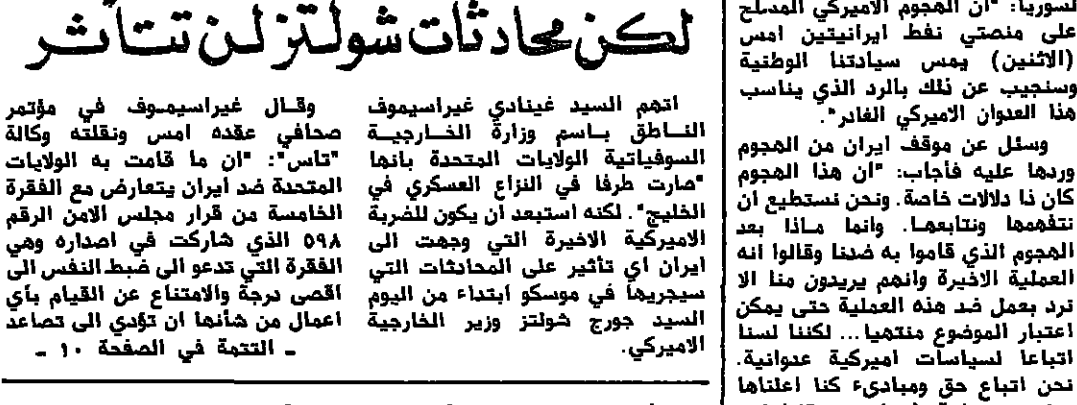 لكن محادثات شولتز لن تتأثر
اتهم السيد غينادي غيراسيموف
الناطق باسم وزارة الخارجية
السوفياتية الولايات المتحدة بانها
"صارت طرفا في النزاع العسكري في
الخليج". لكنه استبعد ان يكون للضربة
الاميركية الاخيرة التي وجهت الى
ايران اي تأثير على المحادثات التي
سيجريها في موسكو ابتداء من اليوم
السيد جورج شولتز وزير الخارجية
الاميركي.
وقال غيراسيموف في مؤتمر
صحافي عقده امس ونقلته وكالة
"تاس": "ان ما قامت به الولايات
المتحدة ضد ايران يتعارض مع الفقرة
الخامسة من قرار مجلس الامن الرقم
٥٩٨ الذي شاركت في اصداره وهي
الفقرة التي تدعو الى ضبط النفس الى
اقصى درجة والامتناع عن القيام بأي
اعمال من شأنها ان تؤدي الى تصاعد
ـ التتمة في الصفحة ١٠ ـ
لسوريا: "ان الهجوم الاميركي المسلح
على منصتي نفط ايرانيتين امس
(الاثنين) يمس سيادتنا الوطنية
وسنجيب عن ذلك بالرد الذي يناسب
هذا العدوان الاميركي الغادر".
وسئل عن موقف ايران من الهجوم
وردها عليه فأجاب: "ان هذا الهجوم
كان ذا دلالات خاصة. ونحن نستطيع ان
نتفهمها ونتابعها. وانما ماذا بعد
الهجوم الذي قاموا به ضدنا وقالوا انه
العملية الاخيرة وانهم يريدون منا الا
نرد بعمل ضد هذه العملية حتى يمكن
اعتبار الموضوع منتهيا... لكننا لسنا
اتباعا لسياسات اميركية عدوانية.
نحن اتباع حق ومبادىء كنا اعلناها